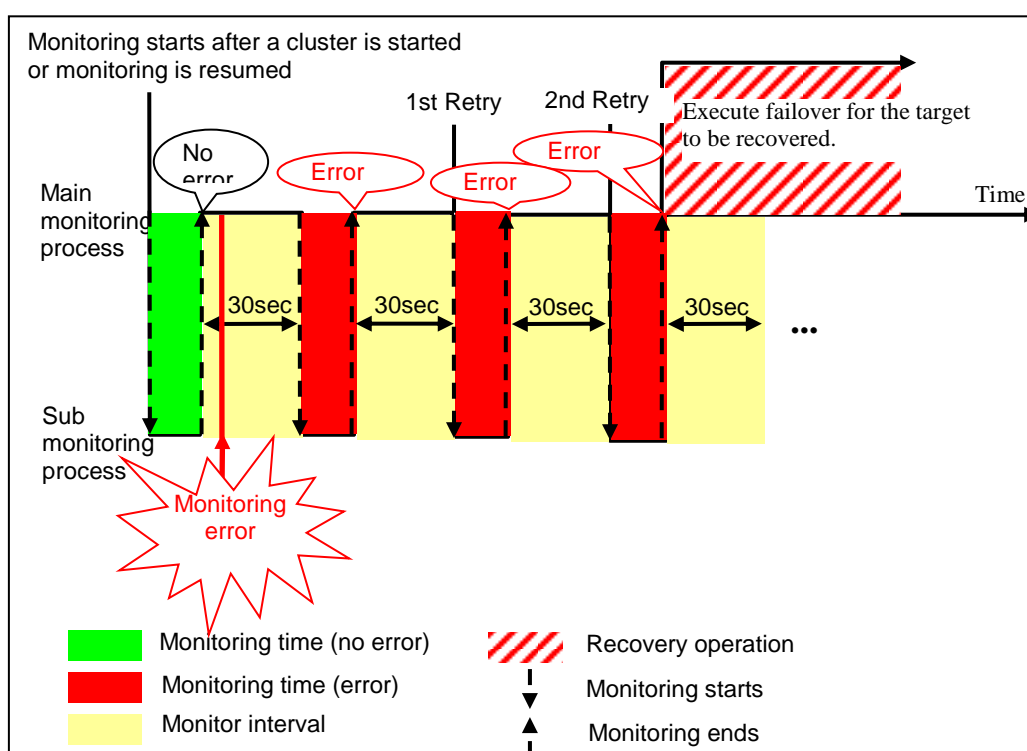 Monitoring starts after a cluster is started
or monitoring is resumed
1st Retry
2nd Retry
Execute failover for the target
to be recovered.
No
error
Error
Error
Error
Main
monitoring
process
Time
30sec
30sec
30sec
30sec
...
Sub
monitoring
process
Monitoring
error
Monitoring time (no error)
Monitoring time (error)
Monitor interval
Recovery operation
Monitoring starts
Monitoring ends